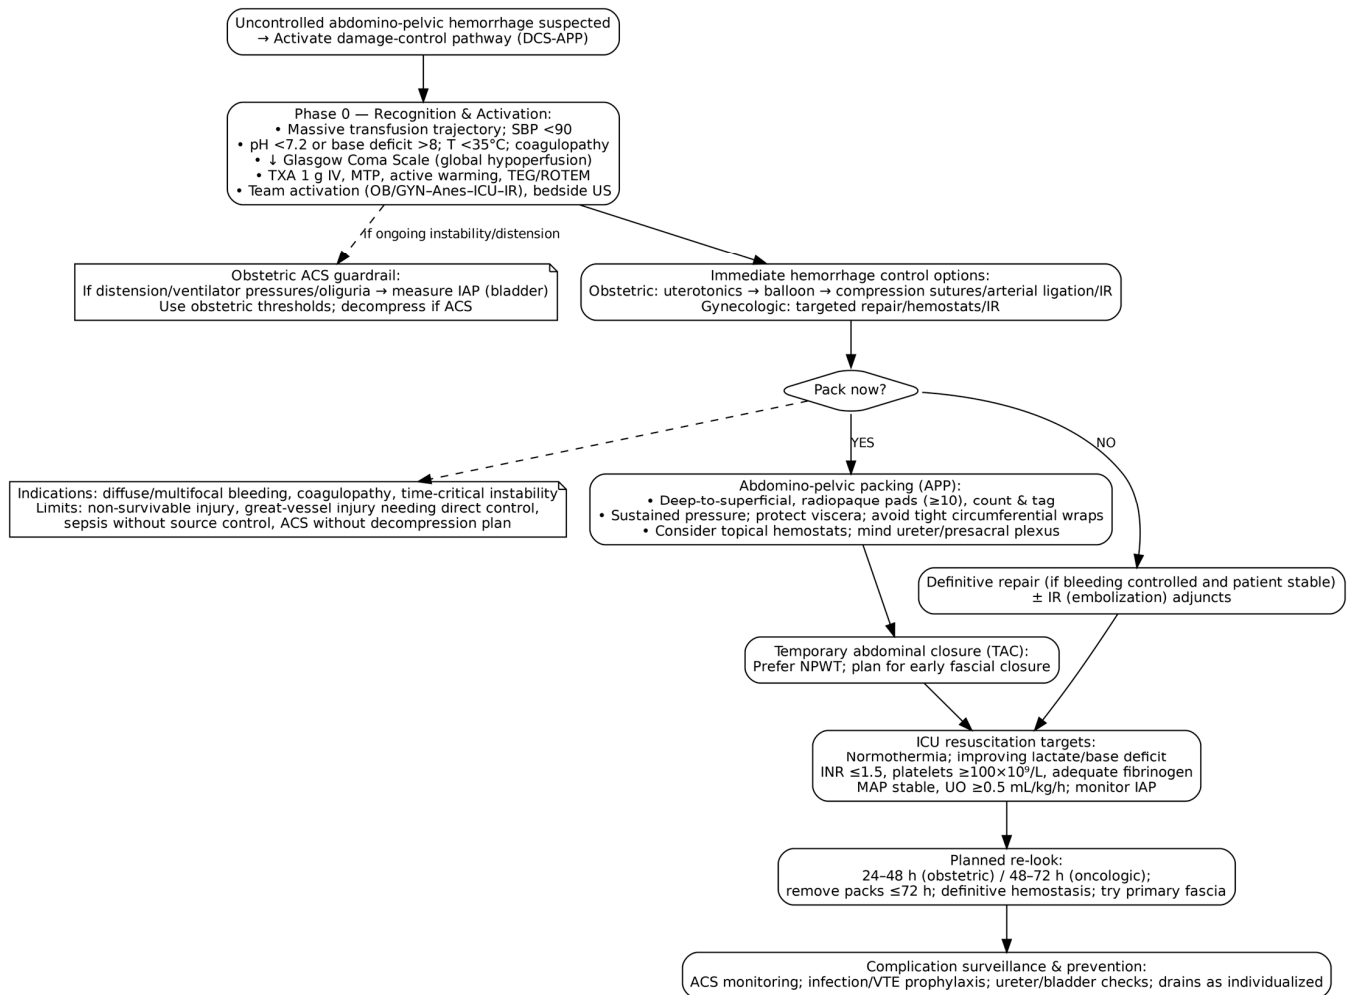 Uncontrolled abdomino-pelvic hemorrhage suspected
→ Activate damage-control pathway (DCS-APP)
Phase 0 — Recognition & Activation:
• Massive transfusion trajectory; SBP <90
• pH <7.2 or base deficit >8; T <35°C; coagulopathy
• ↓ Glasgow Coma Scale (global hypoperfusion)
• TXA 1 g IV, MTP, active warming, TEG/ROTEM
• Team activation (OB/GYN–Anes–ICU–IR), bedside US
If ongoing instability/distension
Obstetric ACS guardrail:
If distension/ventilator pressures/oliguria → measure IAP (bladder)
Use obstetric thresholds; decompress if ACS
Immediate hemorrhage control options:
Obstetric: uterotonics → balloon → compression sutures/arterial ligation/IR
Gynecologic: targeted repair/hemostats/IR
Pack now?
YES
NO
Indications: diffuse/multifocal bleeding, coagulopathy, time-critical instability
Limits: non-survivable injury, great-vessel injury needing direct control,
sepsis without source control, ACS without decompression plan
Abdomino-pelvic packing (APP):
• Deep-to-superficial, radiopaque pads (≥10), count & tag
• Sustained pressure; protect viscera; avoid tight circumferential wraps
• Consider topical hemostats; mind ureter/presacral plexus
Definitive repair (if bleeding controlled and patient stable)
± IR (embolization) adjuncts
Temporary abdominal closure (TAC):
Prefer NPWT; plan for early fascial closure
ICU resuscitation targets:
Normothermia; improving lactate/base deficit
INR ≤1.5, platelets ≥100×10⁹/L, adequate fibrinogen
MAP stable, UO ≥0.5 mL/kg/h; monitor IAP
Planned re-look:
24–48 h (obstetric) / 48–72 h (oncologic);
remove packs ≤72 h; definitive hemostasis; try primary fascia
Complication surveillance & prevention:
ACS monitoring; infection/VTE prophylaxis; ureter/bladder checks; drains as individualized